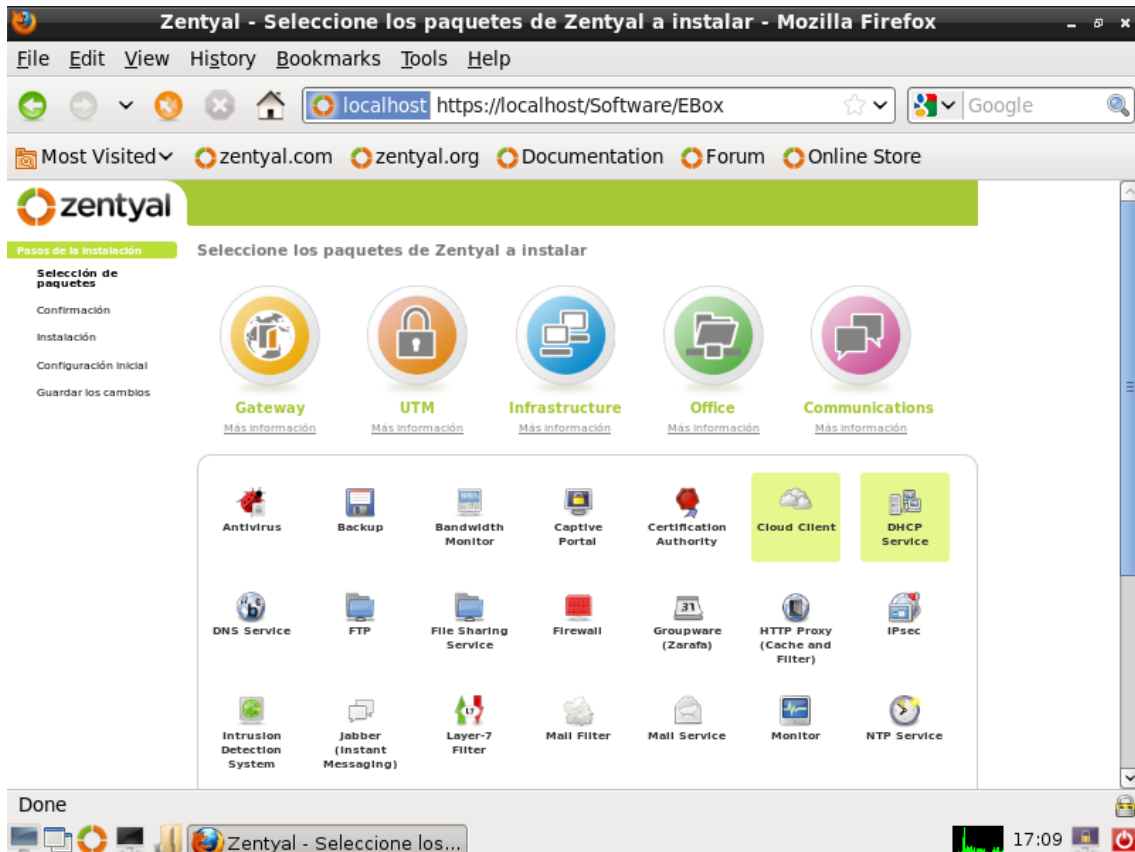 Zentyal - Seleccione los paquetes de Zentyal a instalar - Mozilla Firefox
File Edit View History Bookmarks Tools Help
localhost https://localhost/Software/EBox
Google
Most Visited zentyal.com zentyal.org Documentation Forum Online Store
zentyal
Pasos de la Instalación
Selección de
paquetes
Confirmación
Instalación
Configuración inicial
Guardar los cambios
Seleccione los paquetes de Zentyal a instalar
Gateway UTM Infrastructure Office Communications
Más información Más información Más información Más información Más información
Antivirus
Backup
Bandwidth
Monitor
Captive
Portal
Certification
Authority
Cloud Client
DHCP
Service
DNS Service
FTP
File Sharing
Service
Firewall
31
Groupware
(Zarafa)
HTTP Proxy
(Cache and
Filter)
IPsec
Intrusion
Detection
System
Jabber
(Instant
Messaging)
L7
Layer-7
Filter
Mail Filter
Mail Service
Monitor
NTP Service
Done
Zentyal - Seleccione los...
17:09